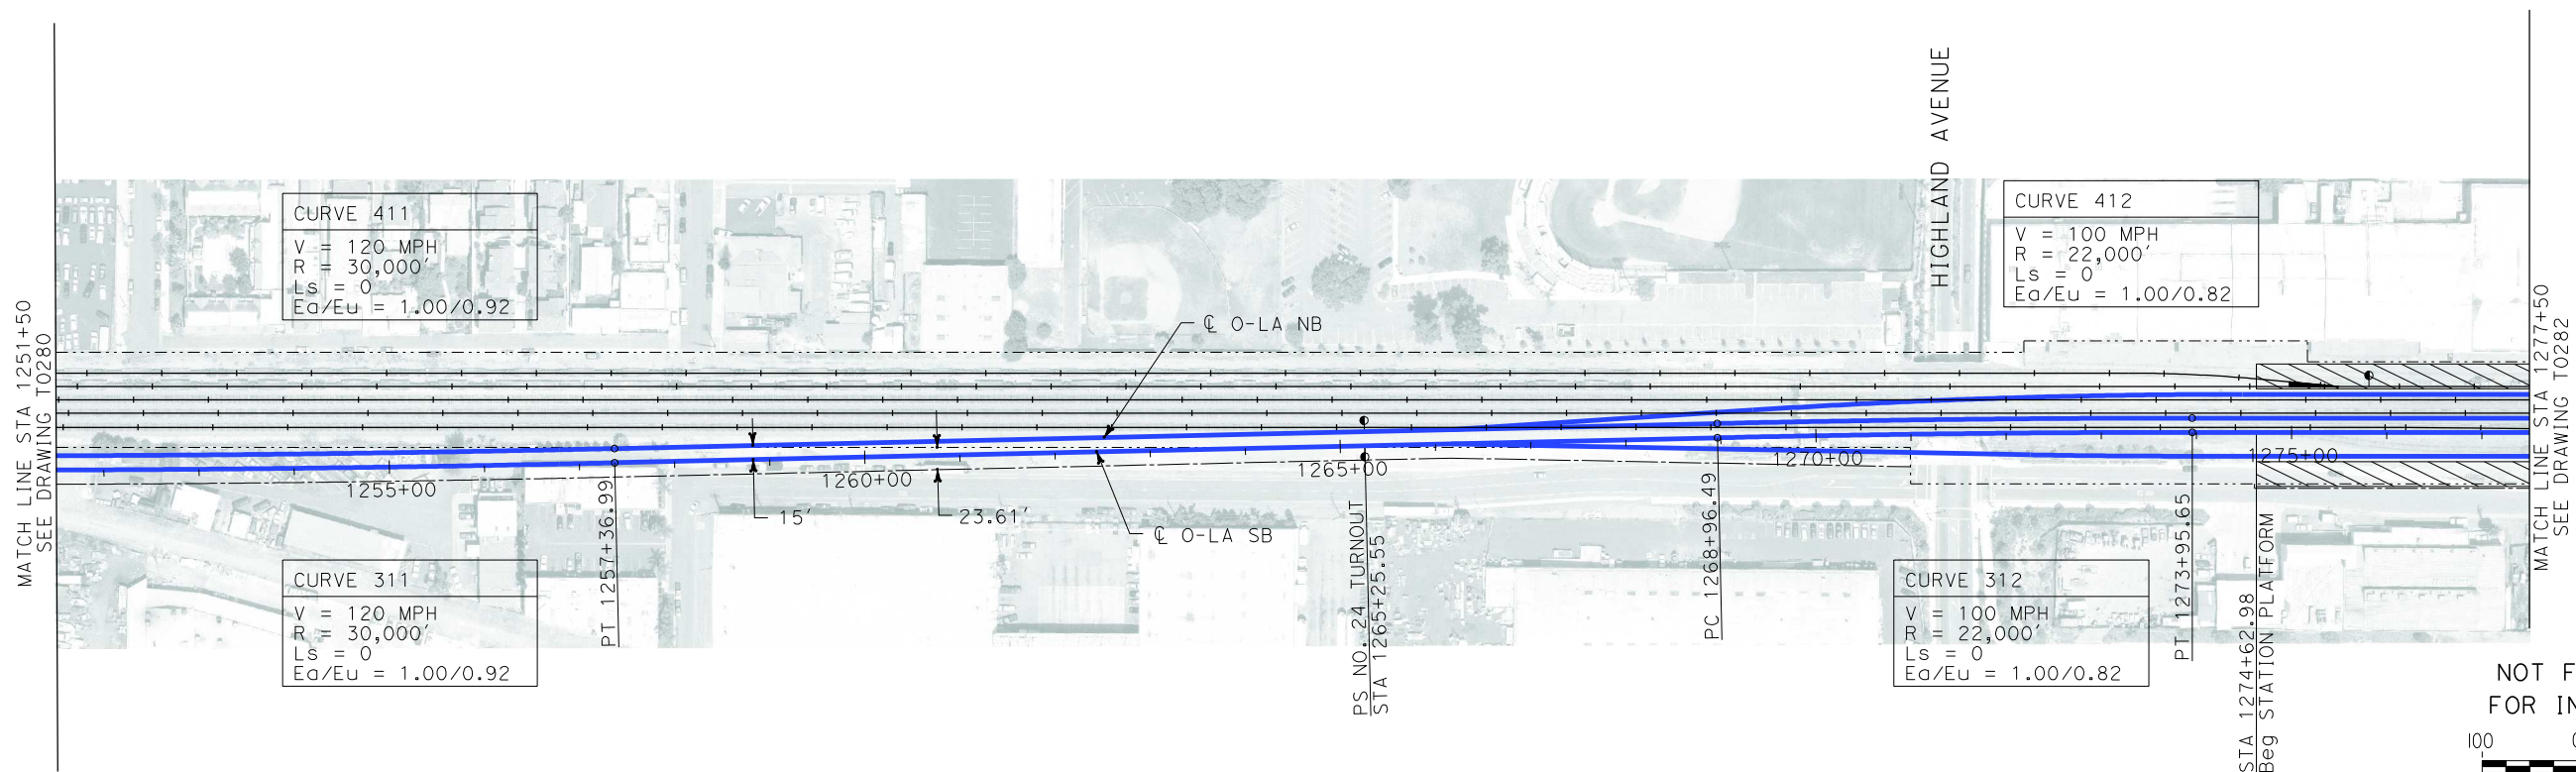 MATCH LINE STA 1251+50
SEE DRAWING T0280
CURVE 411
V = 120 MPH
R = 30,000'
Ls = 0
Ea/Eu = 1.00/0.92
℄ O-LA NB
HIGHLAND AVENUE
CURVE 412
V = 100 MPH
R = 22,000'
Ls = 0
Ea/Eu = 1.00/0.82
1255+00
1260+00
1265+00
1270+00
1275+00
15'
23.61'
℄ O-LA SB
CURVE 311
V = 120 MPH
R = 30,000'
Ls = 0
Ea/Eu = 1.00/0.92
PT 1257+36.99
PS NO. 24 TURNOUT
STA 1265+25.55
PC 1268+96.49
CURVE 312
V = 100 MPH
R = 22,000'
Ls = 0
Ea/Eu = 1.00/0.82
PT 1273+95.65
STA 1274+62.98
Beg STATION PLATFORM
MATCH LINE STA 1277+50
SEE DRAWING T0282
NOT F
FOR IN
100 0